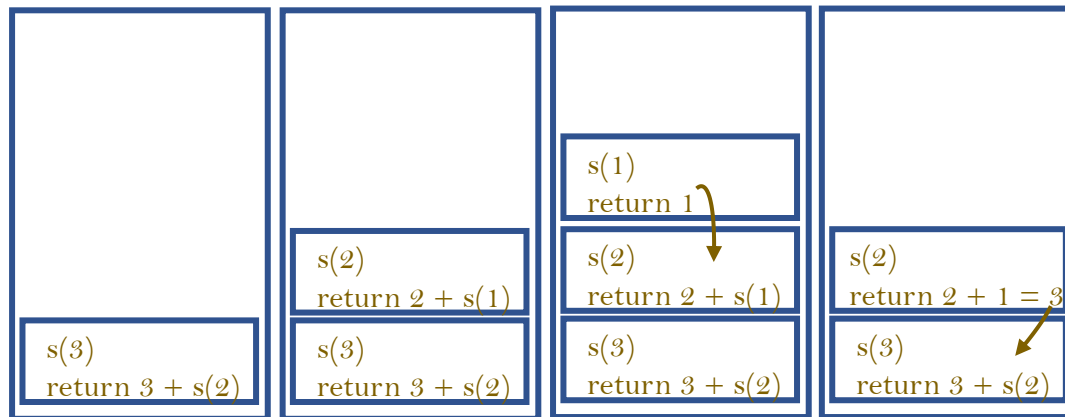 s(3)
return 3 + s(2)
s(2)
return 2 + s(1)
s(3)
return 3 + s(2)
s(1)
return 1
s(2)
return 2 + s(1)
s(3)
return 3 + s(2)
s(2)
return 2 + 1 = 3
s(3)
return 3 + s(2)